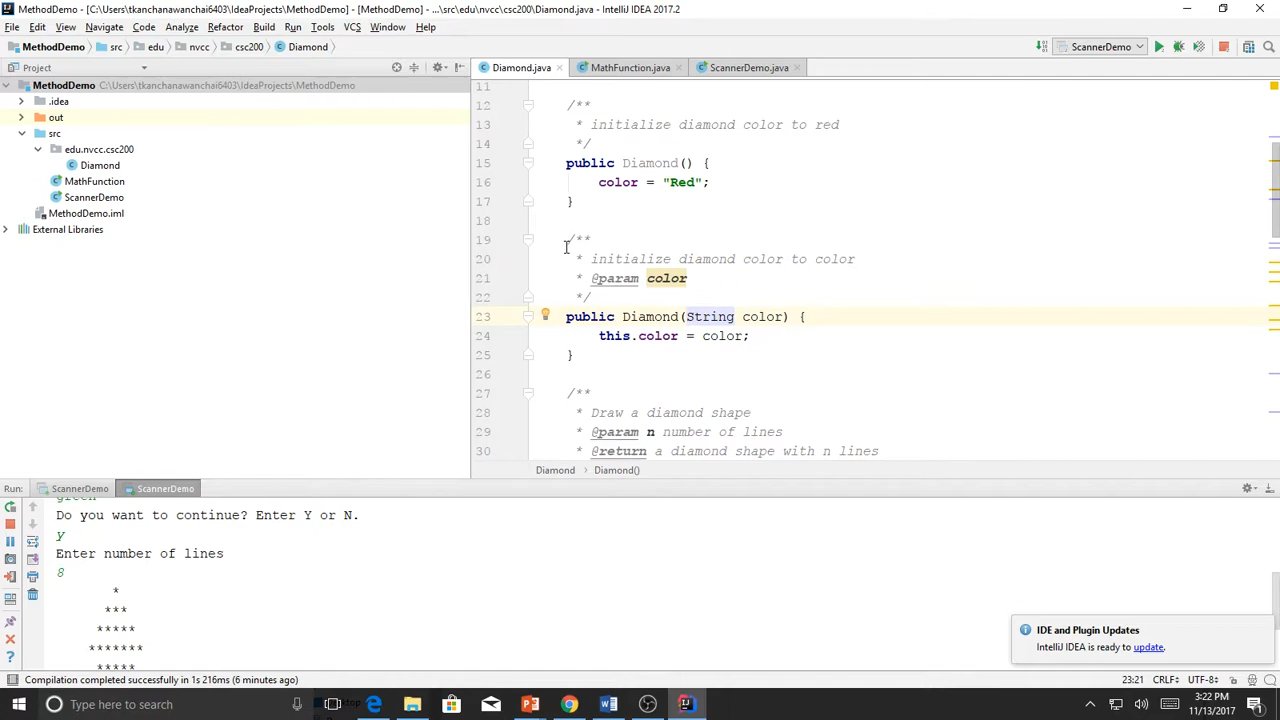 MethodDemo - [C:\Users\tkanchanawanchai6403\IdeaProjects\MethodDemo] - [MethodDemo] - ...\src\edu\nvcc\csc200\Diamond.java - IntelliJ IDEA 2017.2
File Edit View Navigate Code Analyze Refactor Build Run Tools VCS Window Help
MethodDemo src edu nvcc csc200 Diamond ScannerDemo
Project Diamond.java MathFunction.java ScannerDemo.java
MethodDemo C:\Users\tkanchanawanchai6403\IdeaProjects\MethodDemo
.idea
out
src
edu.nvcc.csc200
Diamond
MathFunction
ScannerDemo
MethodDemo.iml
External Libraries
11
12 /**
13 * initialize diamond color to red
14 */
15 public Diamond() {
16 color = "Red";
17 }
18
19 /**
20 * initialize diamond color to color
21 * @param color
22 */
23 public Diamond(String color) {
24 this.color = color;
25 }
26
27 /**
28 * Draw a diamond shape
29 * @param n number of lines
30 * @return a diamond shape with n lines
Diamond Diamond()
Run: ScannerDemo ScannerDemo
green
Do you want to continue? Enter Y or N.
y
Enter number of lines
8
*
***
*****
*******
*****
IDE and Plugin Updates
IntelliJ IDEA is ready to update.
Compilation completed successfully in 1s 216ms (6 minutes ago) 23:21 CRLF÷ UTF-8÷
Type here to search
3:22 PM
11/13/2017